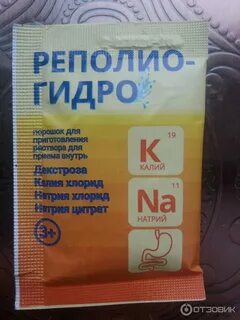 РЕПОЛИО-
ГИДРО
порошок для
приготовления
раствора для
приема внутрь
Декстроза
Калия хлорид
Натрия хлорид
Натрия цитрат
3+
19
K
КАЛИЙ
11
Na
НАТРИЙ
ОТЗОВИК